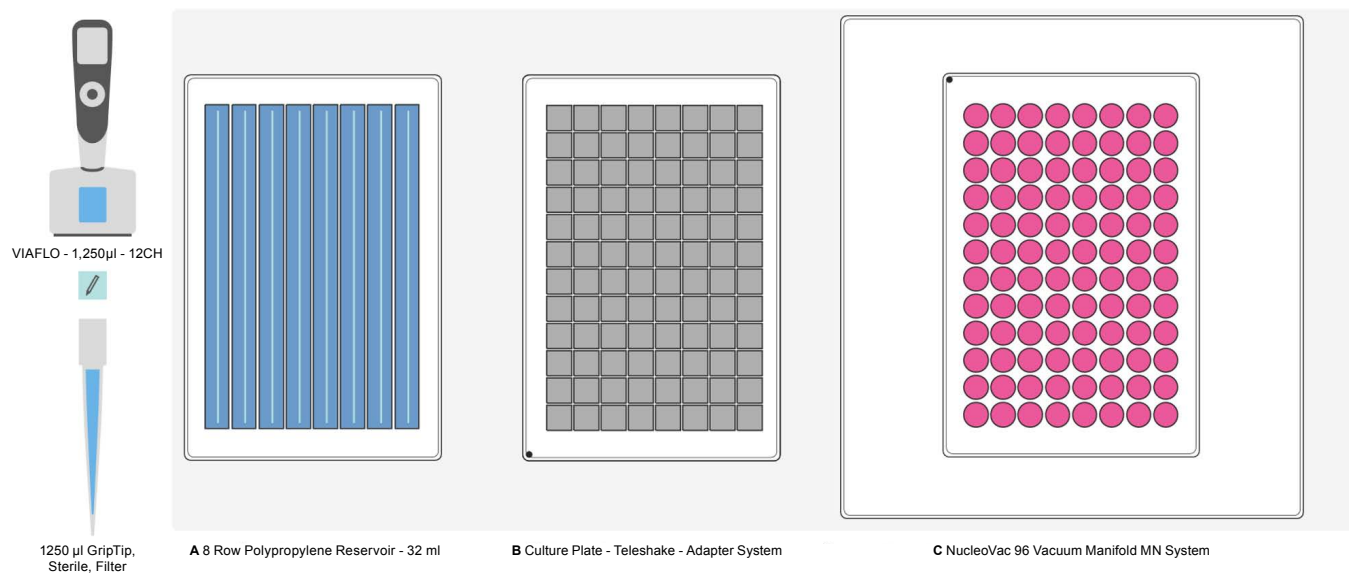 VIAFLO - 1,250µl - 12CH
1250 µl GripTip,
Sterile, Filter
A 8 Row Polypropylene Reservoir - 32 ml
B Culture Plate - Teleshake - Adapter System
C NucleoVac 96 Vacuum Manifold MN System